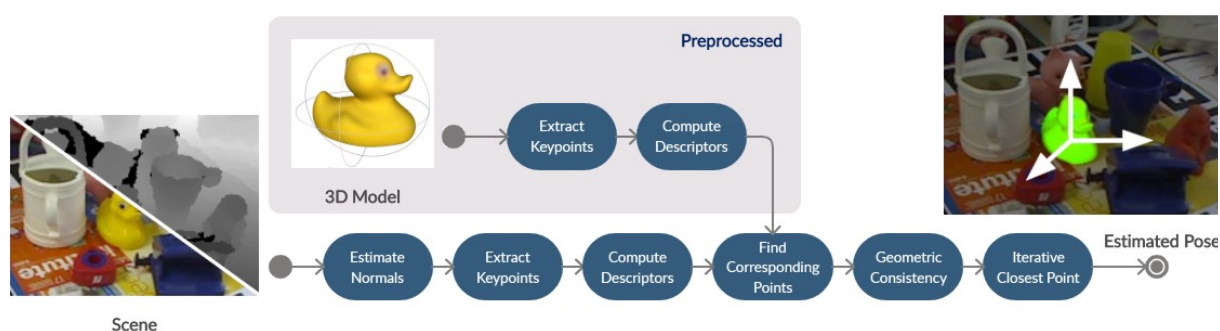 Preprocessed
Extract
Keypoints
Compute
Descriptors
3D Model
Estimate
Normals
Extract
Keypoints
Compute
Descriptors
Find
Corresponding
Points
Geometric
Consistency
Iterative
Closest Point
Estimated Pose
Scene